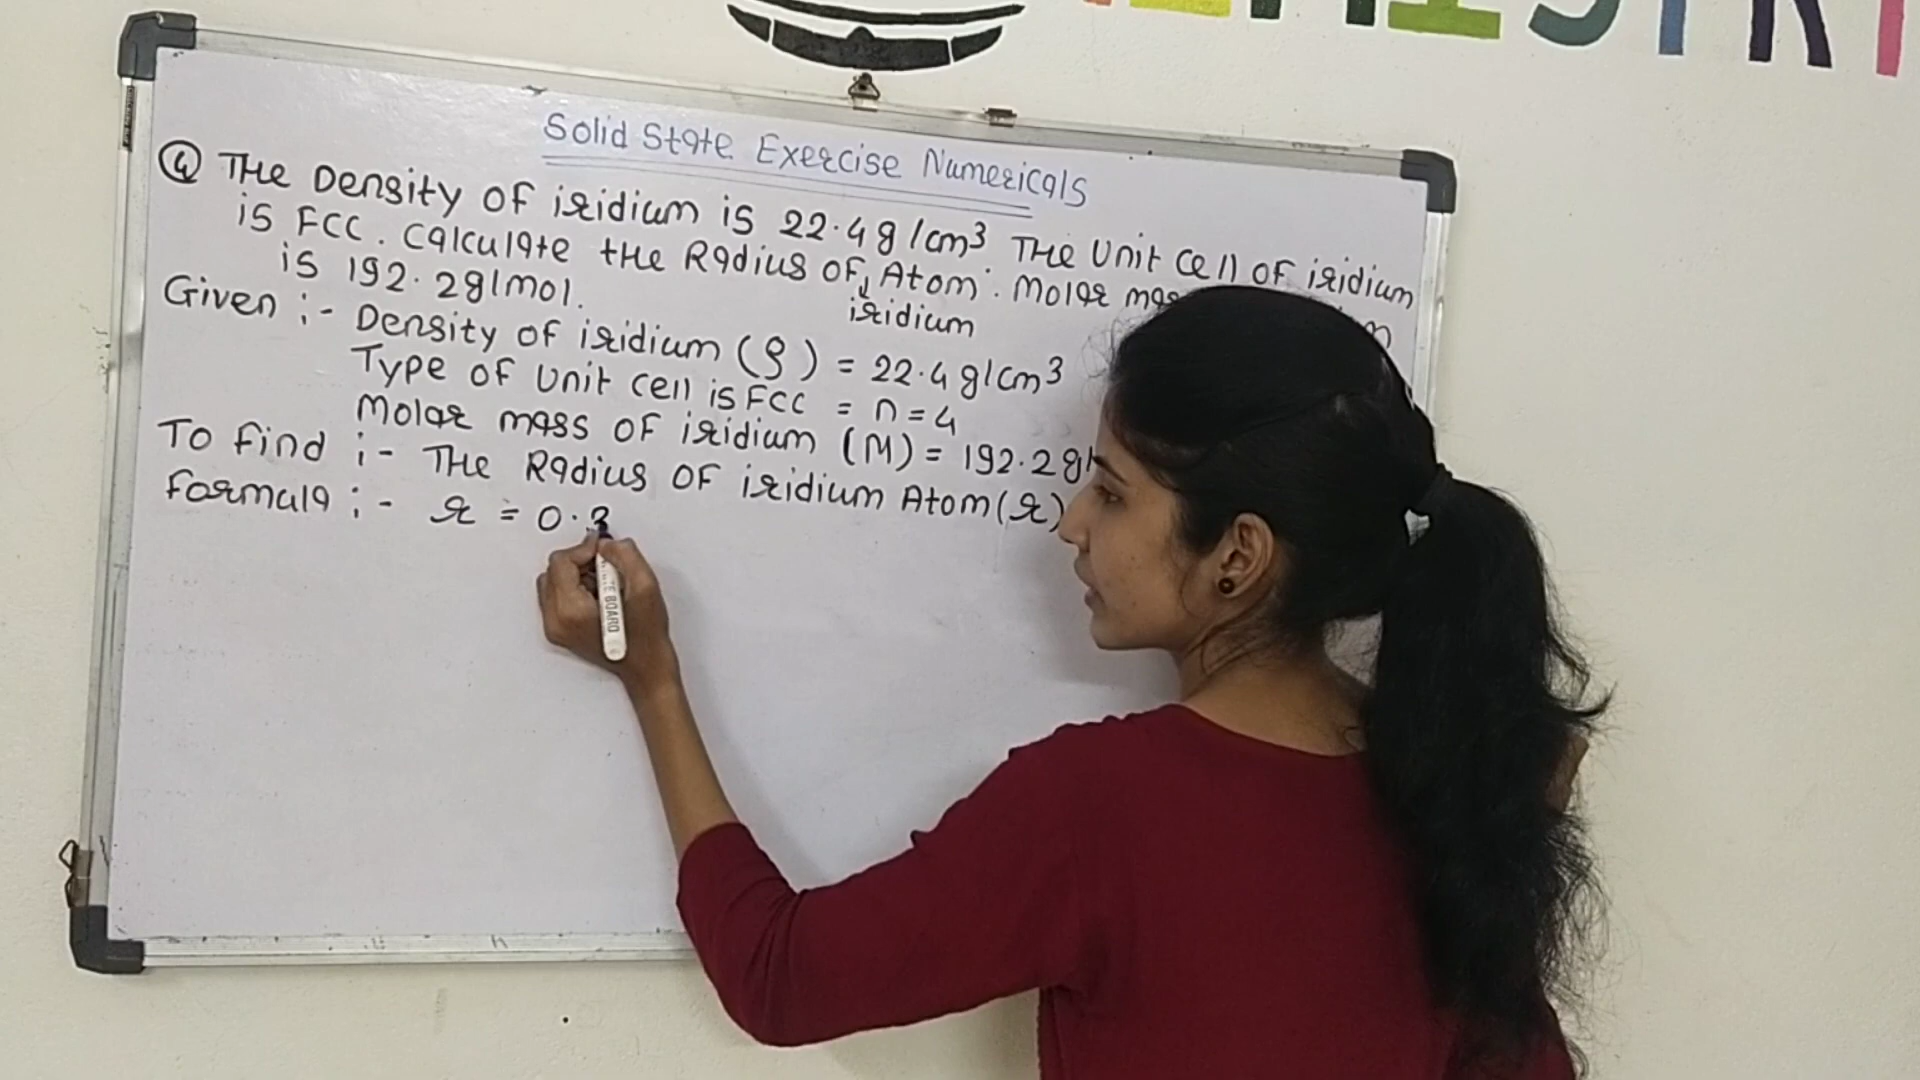 Solid State Exercise Numericals
④ THe Density OF iridium is 22.4 g/cm³ THe Unit cell OF iridium
is FCC. Calculate tHe Radius OF Atom. Molar
iridium
is 192.2g/mol.
Given :- Density OF iridium (ρ) = 22.4 g/cm³
Type OF Unit cell is FCC = n = 4
Molar mass OF iridium (M) = 192.2g
To Find :- THe Radius OF iridium Atom (r)
Formula :- r = 0.3
BOARD